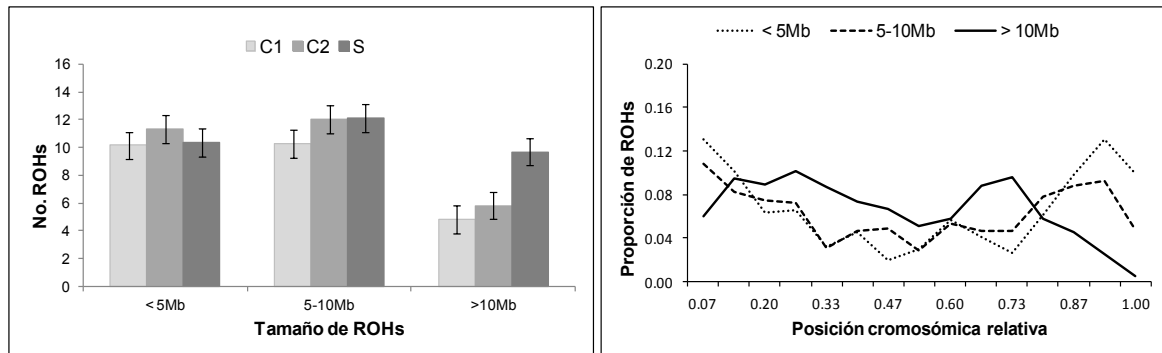 C1 C2 S
16
14
12
10
8
6
4
2
0
No. ROHs
< 5Mb 5-10Mb >10Mb
Tamaño de ROHs
< 5Mb 5-10Mb > 10Mb
0.20
0.16
0.12
0.08
0.04
0.00
Proporción de ROHs
0.07 0.20 0.33 0.47 0.60 0.73 0.87 1.00
Posición cromosómica relativa